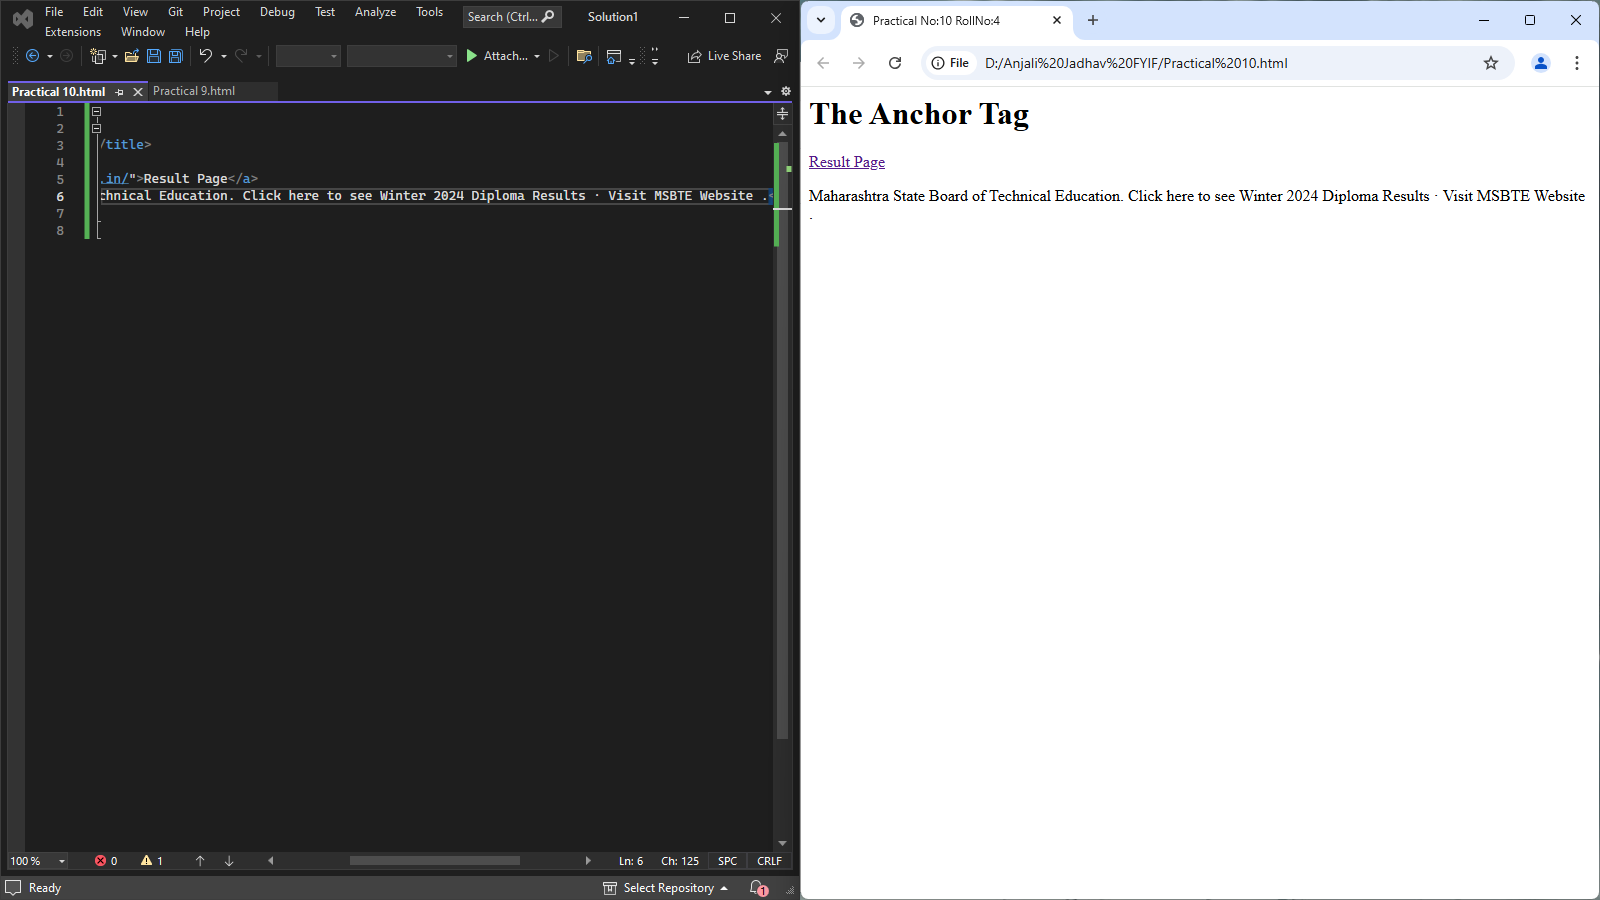 File Edit View Git Project Debug Test Analyze Tools Search (Ctrl... Solution1
Extensions Window Help
Attach... Live Share
Practical 10.html Practical 9.html
1
2
3 /title>
4
5 .in/">Result Page</a>
6 chnical Education. Click here to see Winter 2024 Diploma Results · Visit MSBTE Website .<
7
8
100 % 0 1 Ln: 6 Ch: 125 SPC CRLF
Ready Select Repository 1
Practical No:10 RollNo:4
File D:/Anjali%20Jadhav%20FYIF/Practical%2010.html
The Anchor Tag
Result Page
Maharashtra State Board of Technical Education. Click here to see Winter 2024 Diploma Results · Visit MSBTE Website
.